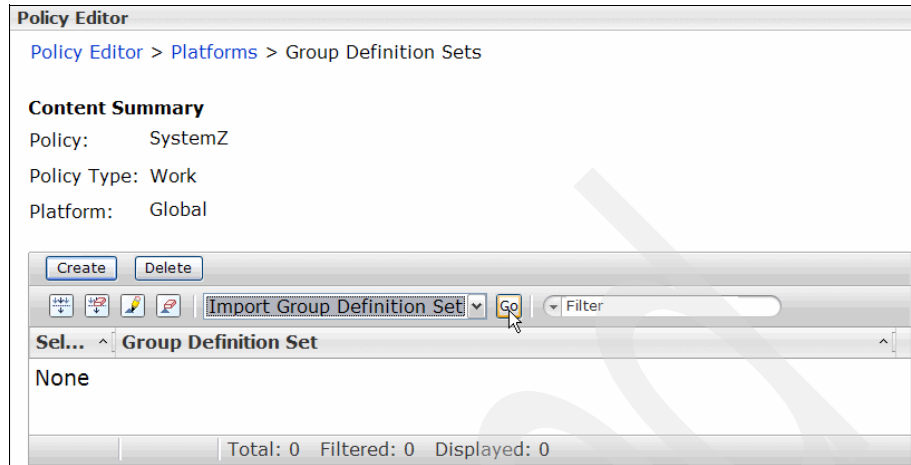 Policy Editor
Policy Editor > Platforms > Group Definition Sets
Content Summary
Policy: SystemZ
Policy Type: Work
Platform: Global
Create Delete
Import Group Definition Set Go Filter
Sel... Group Definition Set
None
Total: 0 Filtered: 0 Displayed: 0